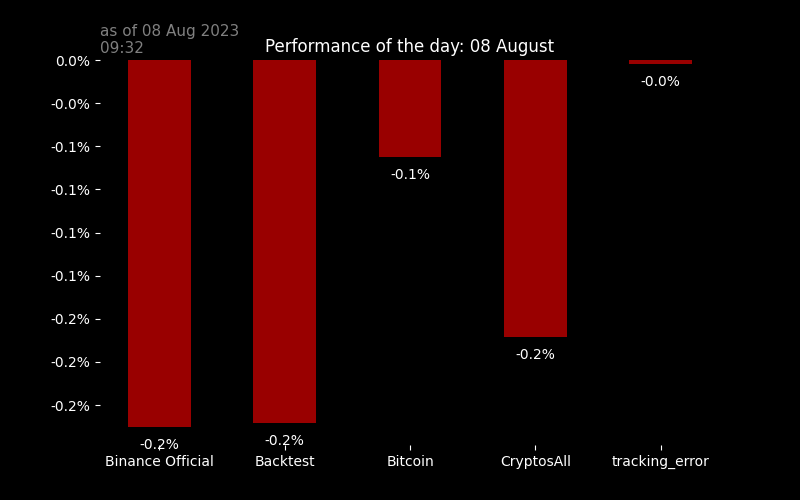 as of 08 Aug 2023
09:32
Performance of the day: 08 August
0.0%
-0.0%
-0.1%
-0.1%
-0.1%
-0.1%
-0.2%
-0.2%
-0.2%
-0.2%
-0.2%
-0.1%
-0.2%
-0.0%
Binance Official
Backtest
Bitcoin
CryptosAll
tracking_error